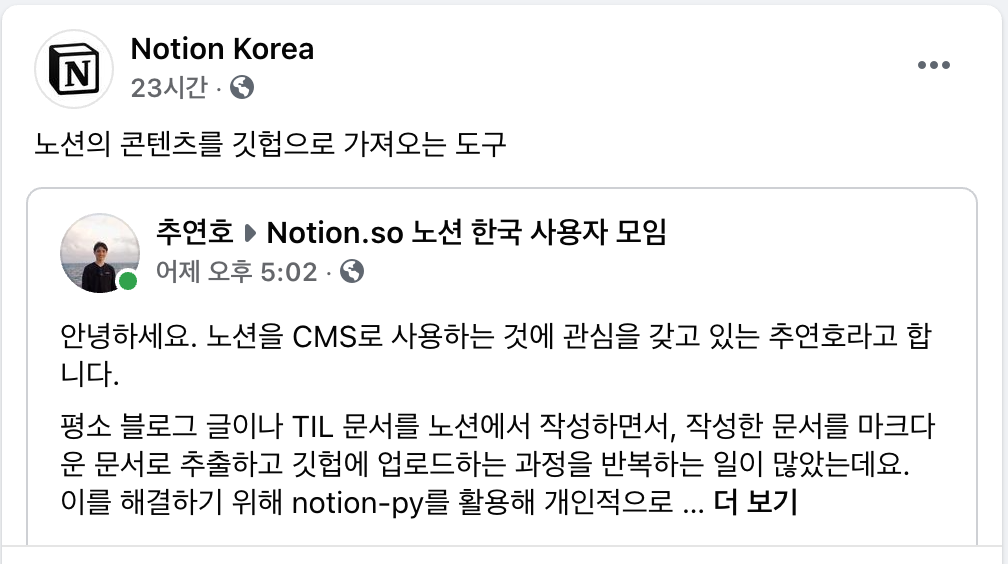 N
Notion Korea
23시간 ·
노션의 콘텐츠를 깃헙으로 가져오는 도구
추연호 ▶ Notion.so 노션 한국 사용자 모임
어제 오후 5:02 ·
안녕하세요. 노션을 CMS로 사용하는 것에 관심을 갖고 있는 추연호라고 합
니다.
평소 블로그 글이나 TIL 문서를 노션에서 작성하면서, 작성한 문서를 마크다
운 문서로 추출하고 깃헙에 업로드하는 과정을 반복하는 일이 많았는데요.
이를 해결하기 위해 notion-py를 활용해 개인적으로 ... 더 보기